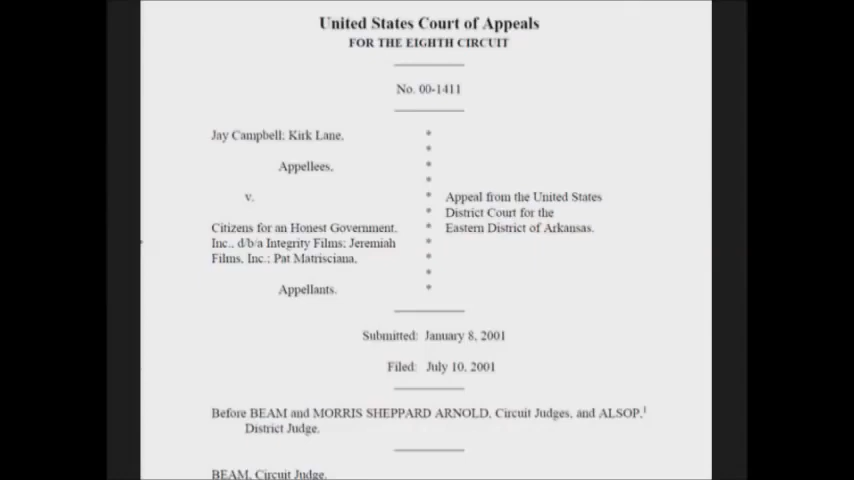 United States Court of Appeals
FOR THE EIGHTH CIRCUIT
No. 00-1411
Jay Campbell; Kirk Lane,
Appellees,
v.
Citizens for an Honest Government,
Inc., d/b/a Integrity Films; Jeremiah
Films, Inc.; Pat Matrisciana,
Appellants.
*
*
*
*
*
*
*
*
*
*
*
Appeal from the United States
District Court for the
Eastern District of Arkansas.
Submitted: January 8, 2001
Filed: July 10, 2001
Before BEAM and MORRIS SHEPPARD ARNOLD, Circuit Judges, and ALSOP,1
District Judge.
BEAM, Circuit Judge.